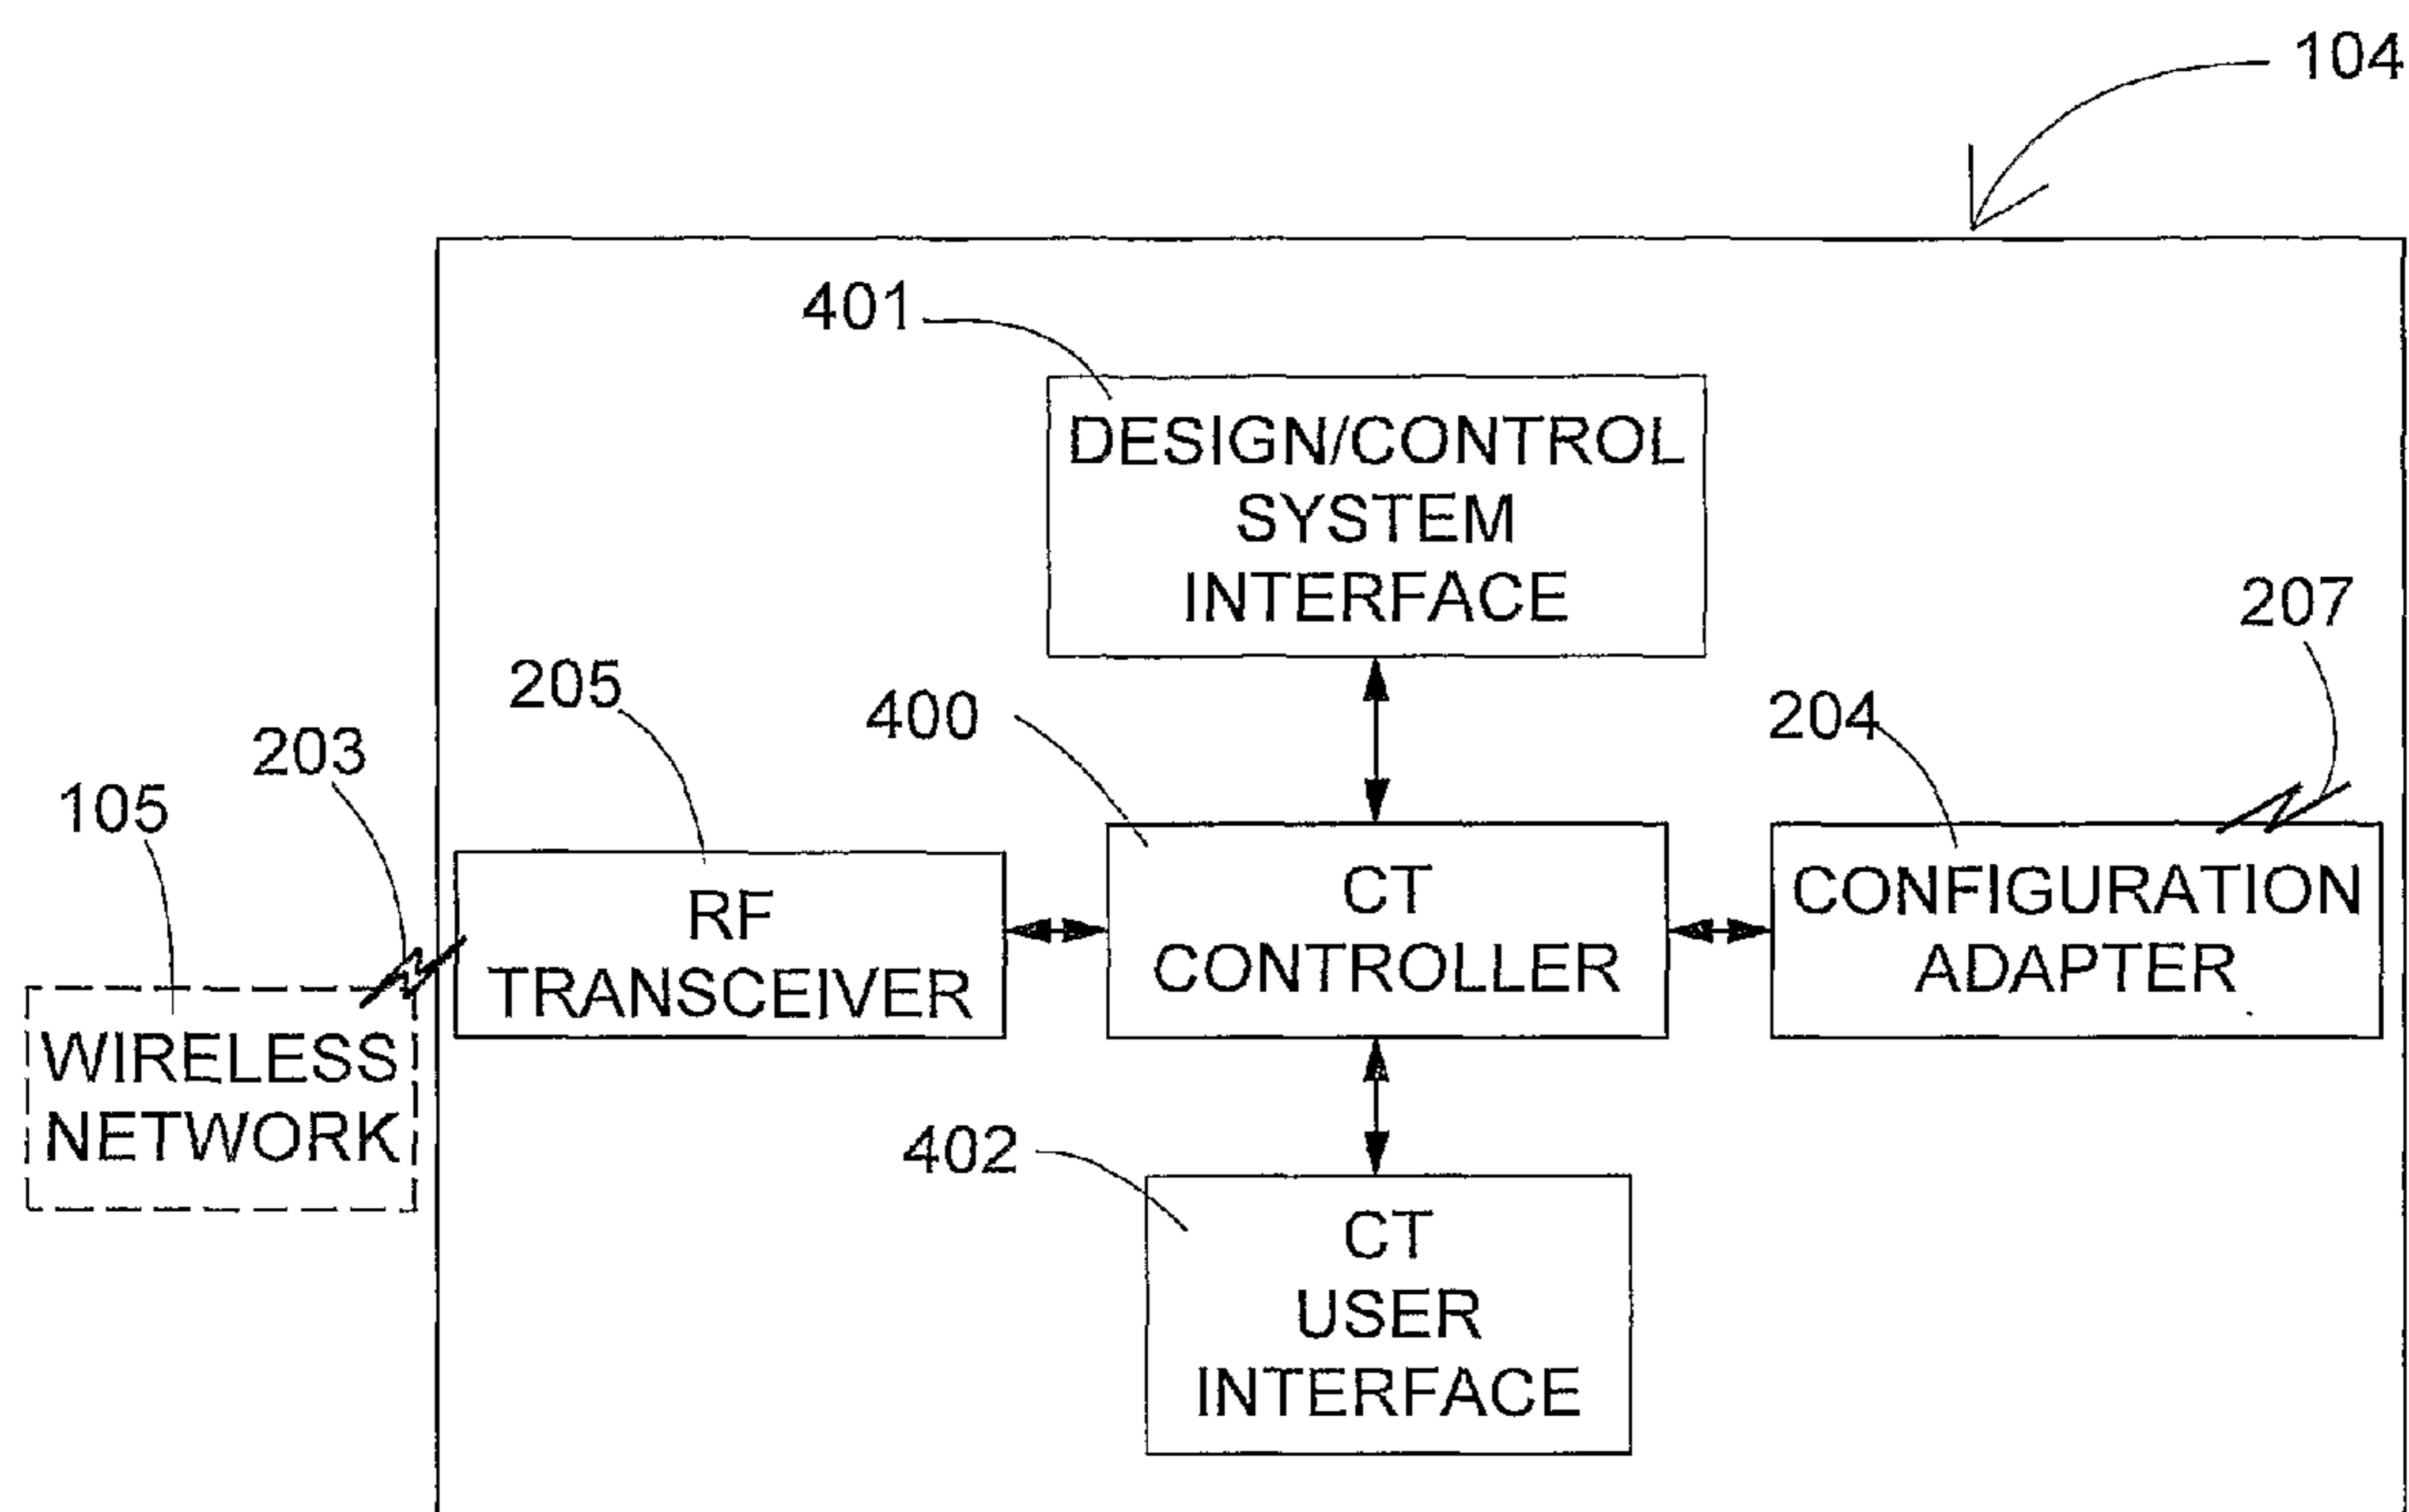 104
401
DESIGN/CONTROL
SYSTEM
INTERFACE
207
205
400
204
203
105
RF
TRANSCEIVER
CT
CONTROLLER
CONFIGURATION
ADAPTER
WIRELESS
NETWORK
402
CT
USER
INTERFACE